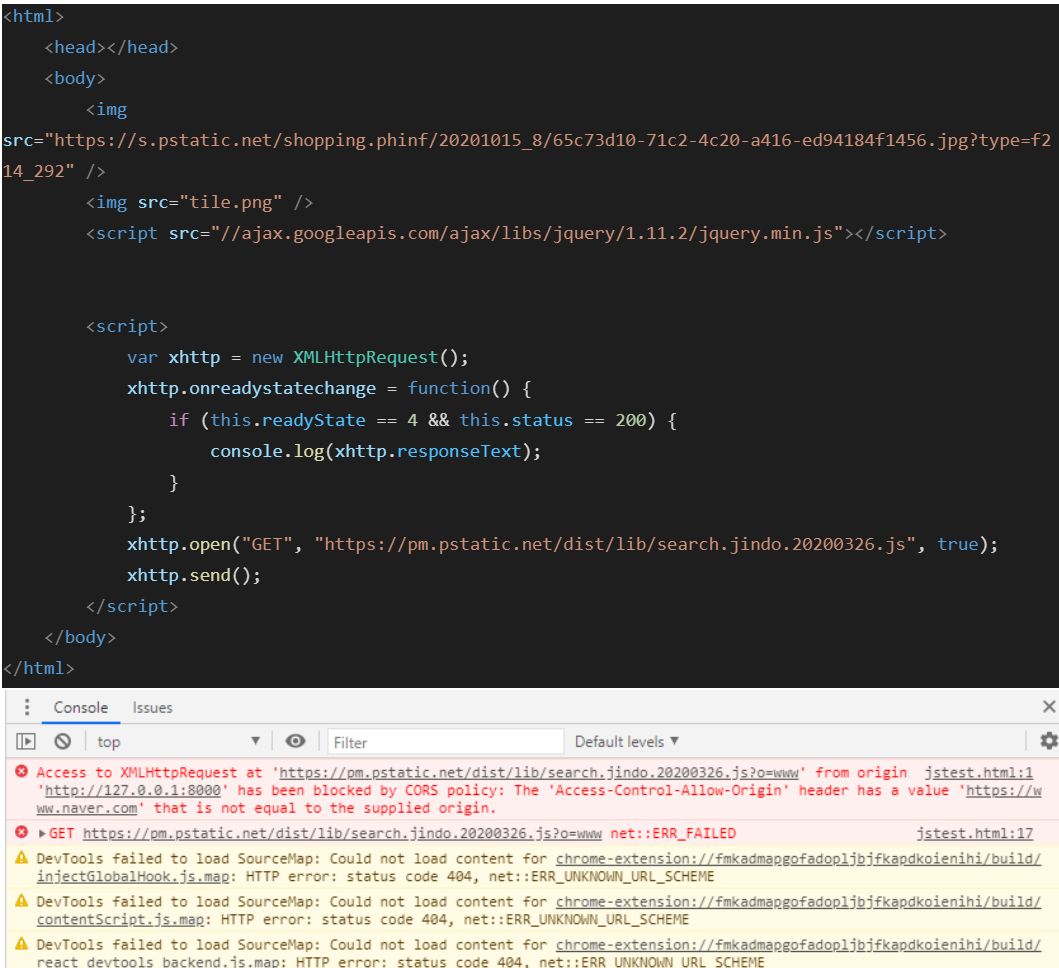 <html>
<head></head>
<body>
<img
src="https://s.pstatic.net/shopping.phinf/20201015_8/65c73d10-71c2-4c20-a416-ed94184f1456.jpg?type=f2
14_292" />
<img src="tile.png" />
<script src="//ajax.googleapis.com/ajax/libs/jquery/1.11.2/jquery.min.js"></script>
<script>
var xhttp = new XMLHttpRequest();
xhttp.onreadystatechange = function() {
if (this.readyState == 4 && this.status == 200) {
console.log(xhttp.responseText);
}
};
xhttp.open("GET", "https://pm.pstatic.net/dist/lib/search.jindo.20200326.js", true);
xhttp.send();
</script>
</body>
</html>
Console Issues
top Filter Default levels ▼
Access to XMLHttpRequest at 'https://pm.pstatic.net/dist/lib/search.jindo.20200326.js?o=www' from origin jstest.html:1
'http://127.0.0.1:8000' has been blocked by CORS policy: The 'Access-Control-Allow-Origin' header has a value 'https://w
ww.naver.com' that is not equal to the supplied origin.
GET https://pm.pstatic.net/dist/lib/search.jindo.20200326.js?o=www net::ERR_FAILED jstest.html:17
DevTools failed to load SourceMap: Could not load content for chrome-extension://fmkadmapgofadopljbjfkapdkoienihi/build/
injectGlobalHook.js.map: HTTP error: status code 404, net::ERR_UNKNOWN_URL_SCHEME
DevTools failed to load SourceMap: Could not load content for chrome-extension://fmkadmapgofadopljbjfkapdkoienihi/build/
contentScript.js.map: HTTP error: status code 404, net::ERR_UNKNOWN_URL_SCHEME
DevTools failed to load SourceMap: Could not load content for chrome-extension://fmkadmapgofadopljbjfkapdkoienihi/build/
react_devtools_backend.js.map: HTTP error: status code 404, net::ERR_UNKNOWN_URL_SCHEME